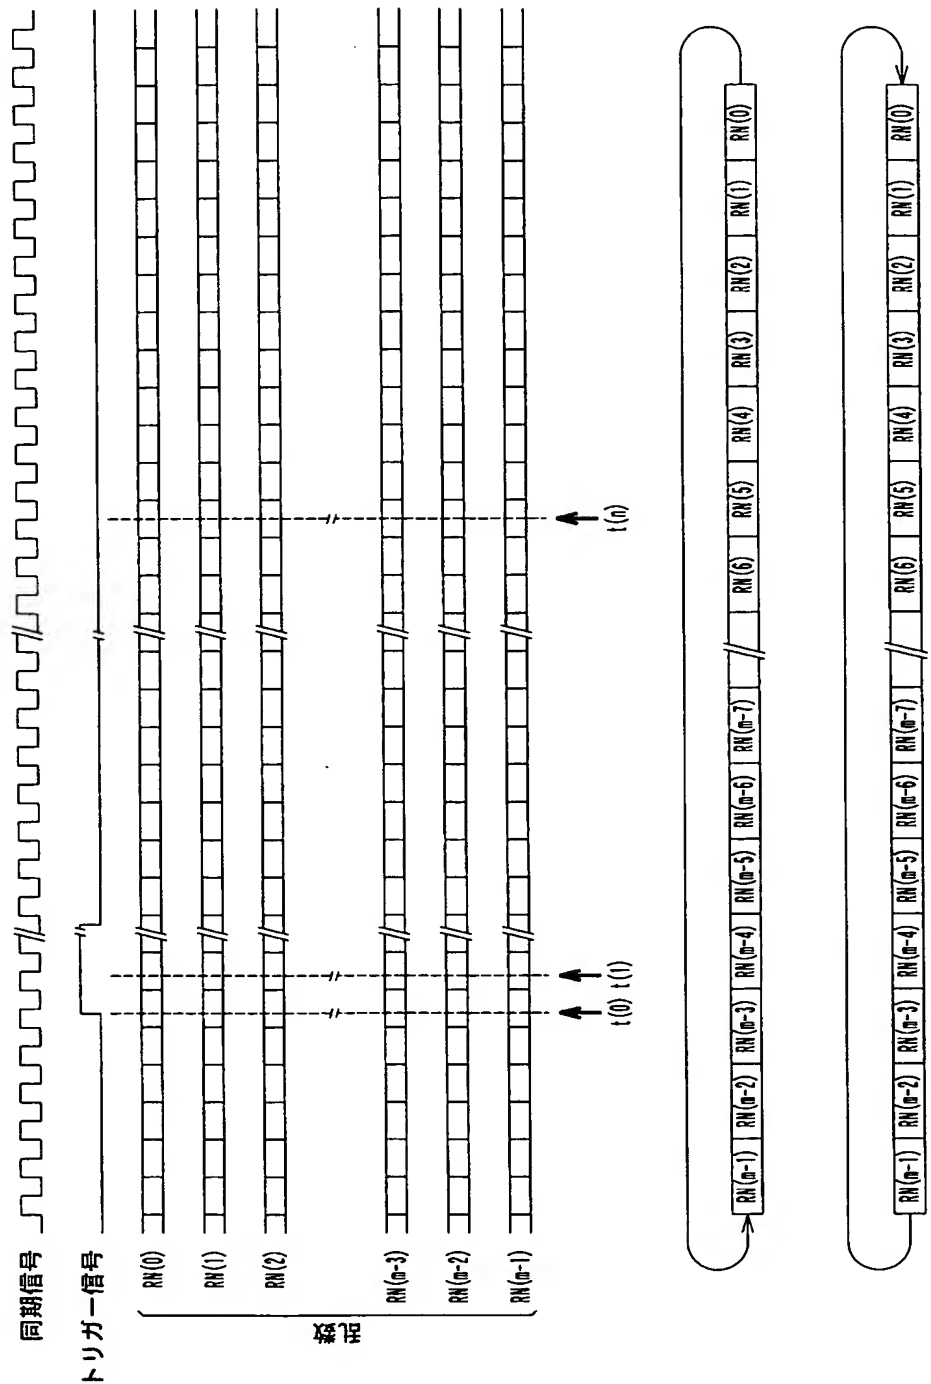 同期信号
トリガー信号
RN(0)
RN(1)
RN(2)
RN(m-3)
RN(m-2)
RN(m-1)
乱数
t(0) t(1)
t(n)
RN(m-1) RN(m-2) RN(m-3) RN(m-4) RN(m-5) RN(m-6) RN(m-7) RN(6) RN(5) RN(4) RN(3) RN(2) RN(1) RN(0)
RN(m-1) RN(m-2) RN(m-3) RN(m-4) RN(m-5) RN(m-6) RN(m-7) RN(6) RN(5) RN(4) RN(3) RN(2) RN(1) RN(0)